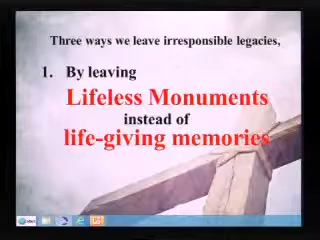 Three ways we leave irresponsible legacies,
1. By leaving
Lifeless Monuments
instead of
life-giving memories